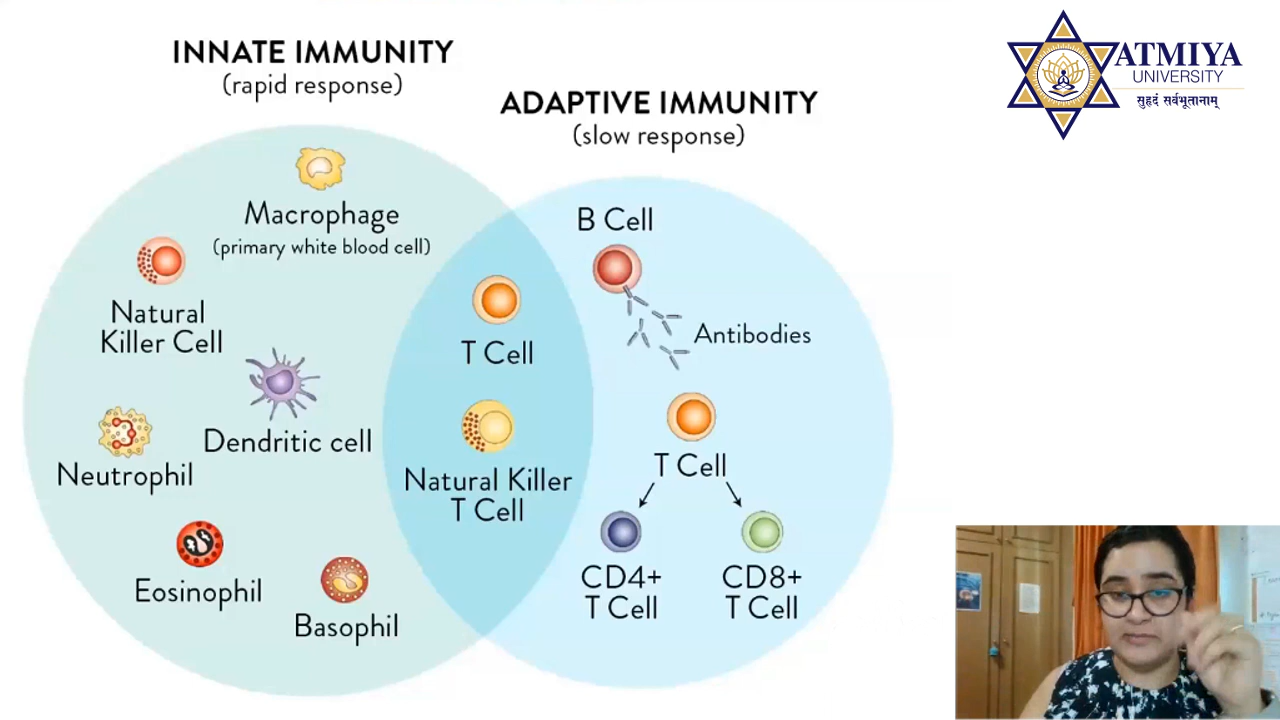 INNATE IMMUNITY
(rapid response)
ADAPTIVE IMMUNITY
(slow response)
Macrophage
(primary white blood cell)
Natural
Killer Cell
Dendritic cell
Neutrophil
Eosinophil
Basophil
T Cell
Natural Killer
T Cell
B Cell
Antibodies
T Cell
CD4+
T Cell
CD8+
T Cell
ATMIYA
UNIVERSITY
सुहृदं सर्वभूतानाम्